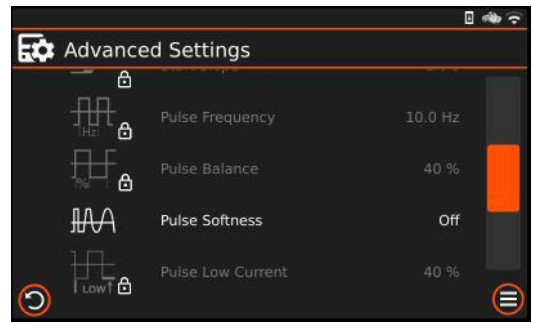 Advanced Settings
Hz
Pulse Frequency 10.0 Hz
%
Pulse Balance 40 %
Pulse Softness Off
LOW
Pulse Low Current 40 %